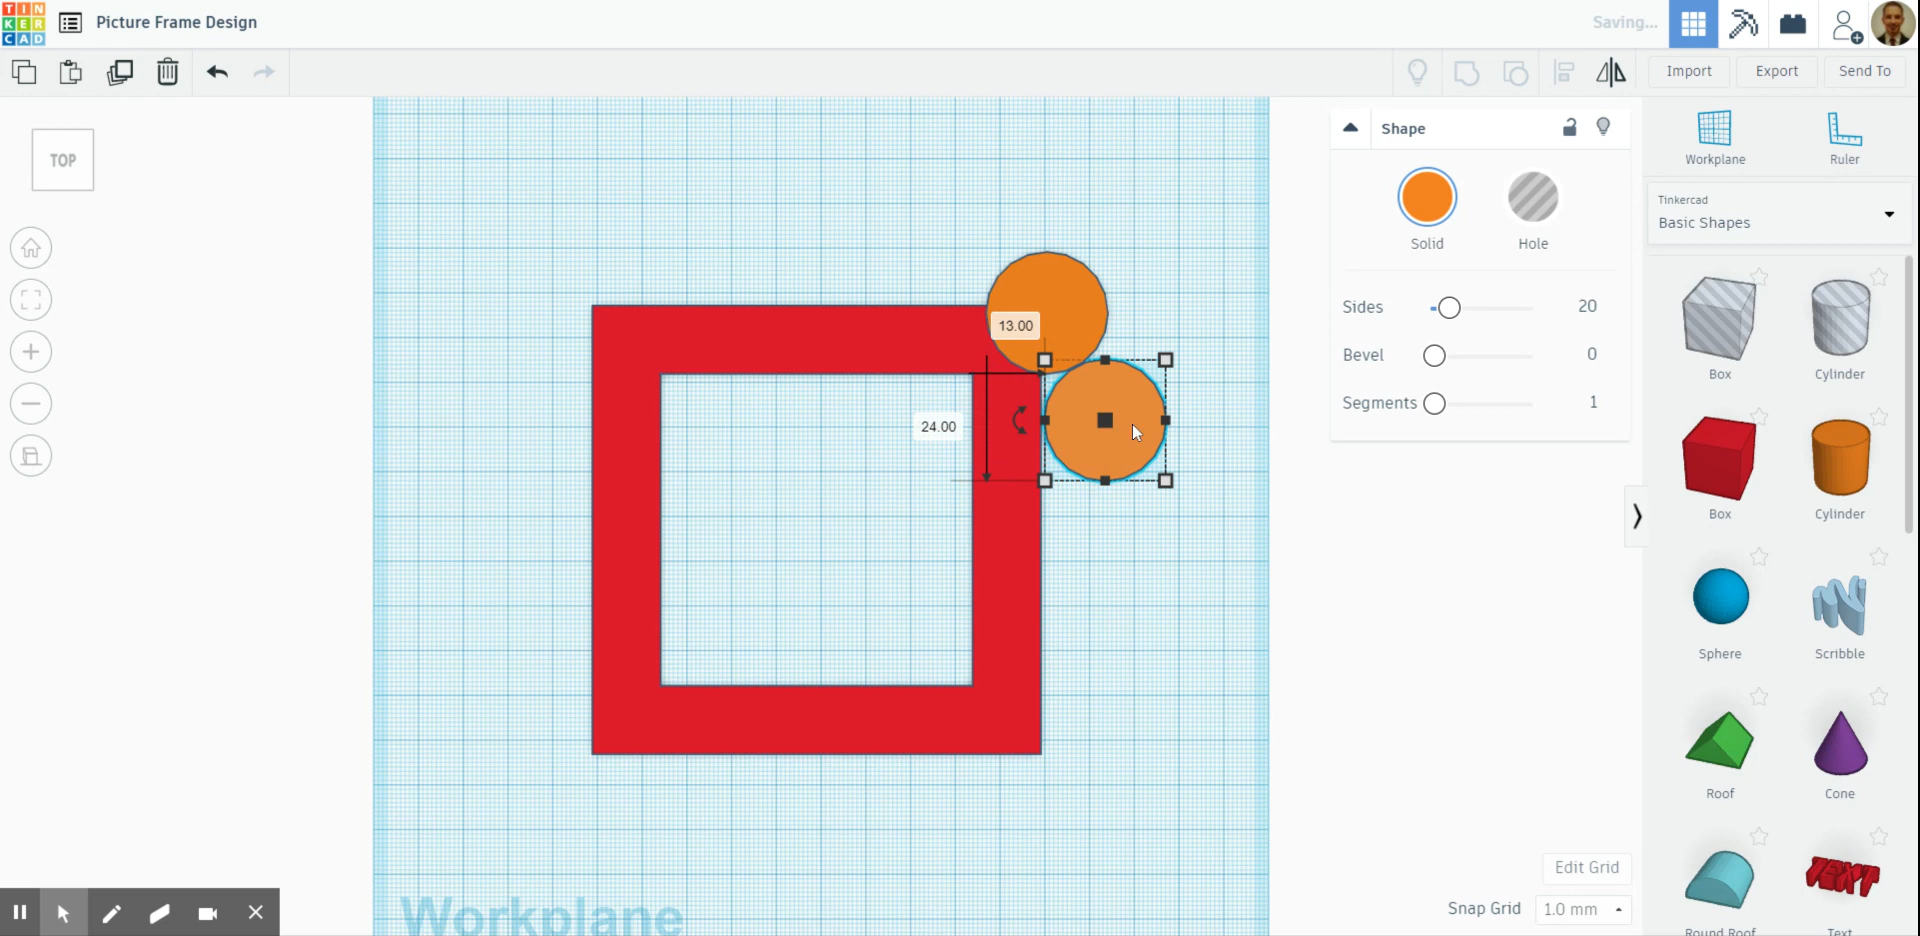 TIN
KER
CAD
Picture Frame Design
Saving...
Import
Export
Send To
TOP
Shape
Solid
Hole
Sides
20
Bevel
0
Segments
1
Workplane
Ruler
Tinkercad
Basic Shapes
Box
Cylinder
Box
Cylinder
Sphere
Scribble
Roof
Cone
Round Roof
Text
TEXT
13.00
24.00
Workplane
Edit Grid
Snap Grid
1.0 mm